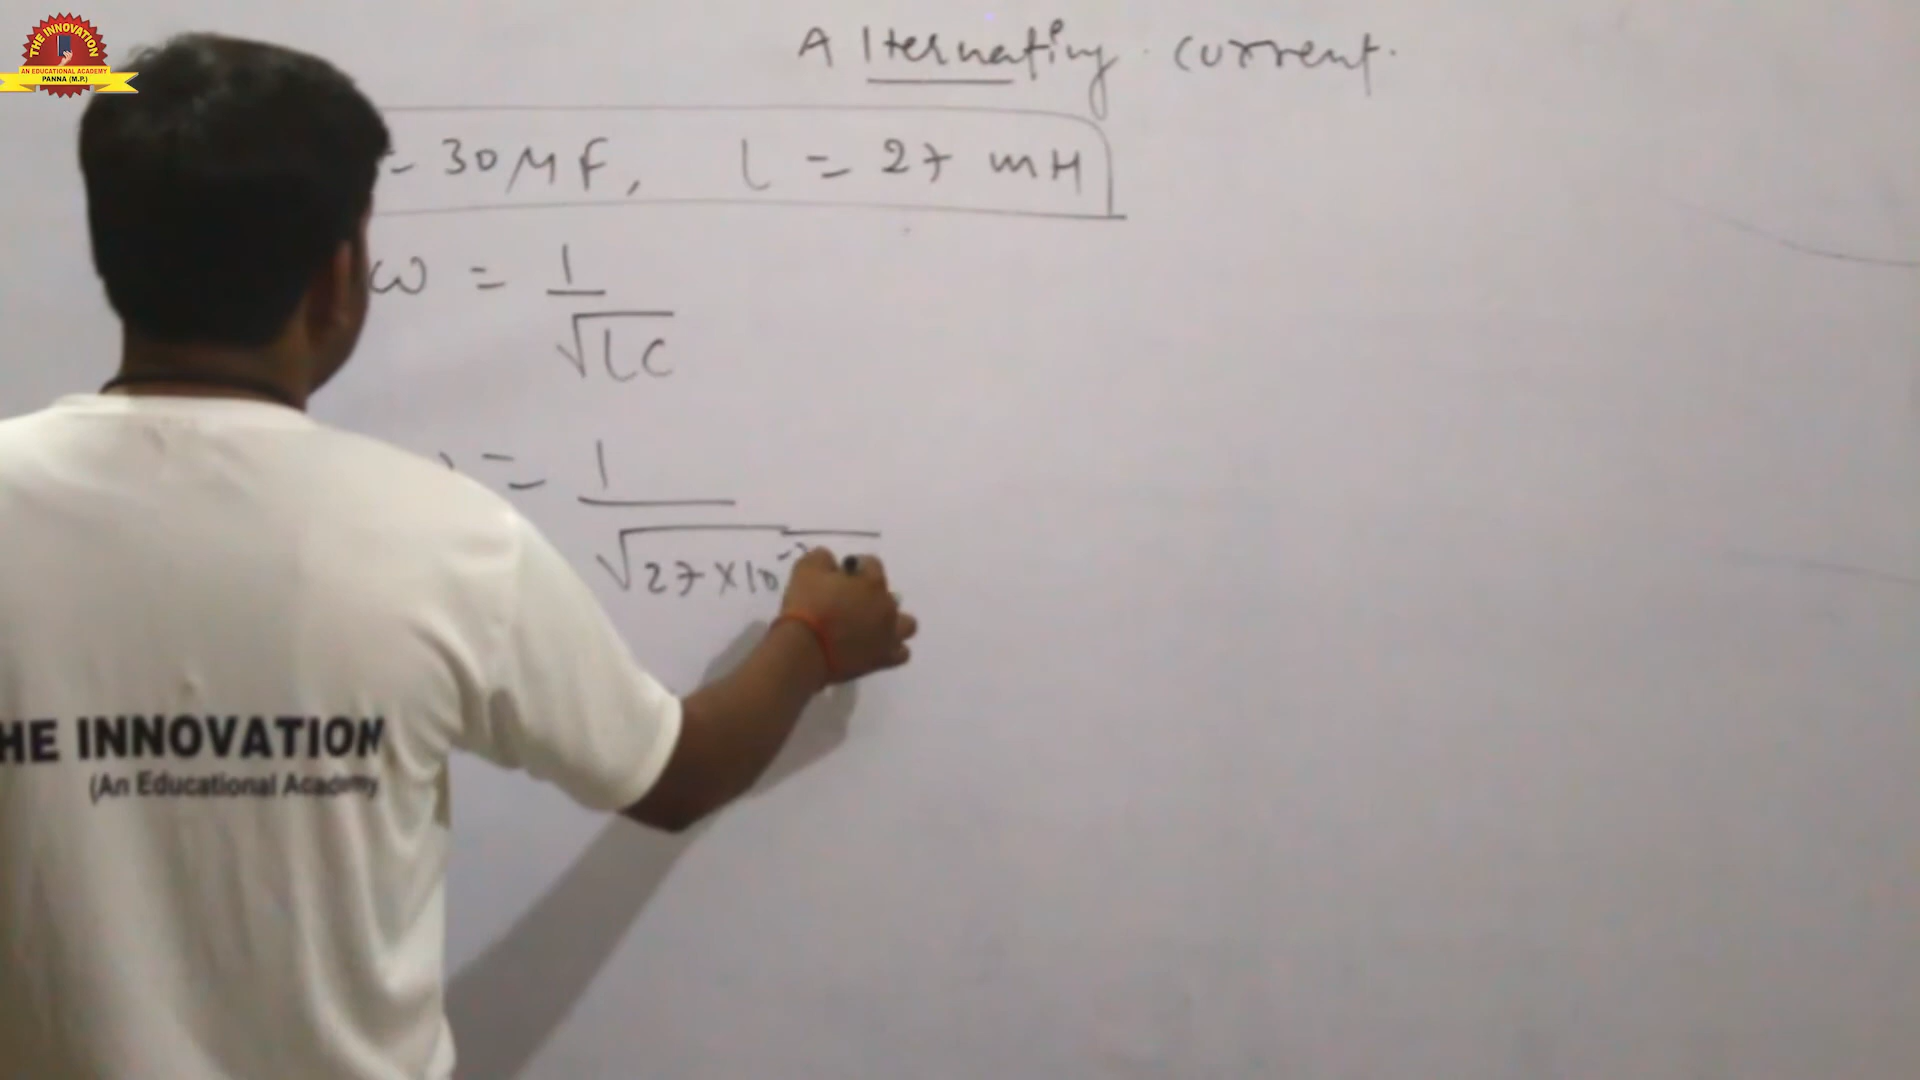 THE INNOVATION
AN EDUCATIONAL ACADEMY
PANNA (M.P.)
Alternating current.
= 30 μF, L = 27 mH
ω = 1/√LC
= 1/√27×10⁻
HE INNOVATION
(An Educational Academy